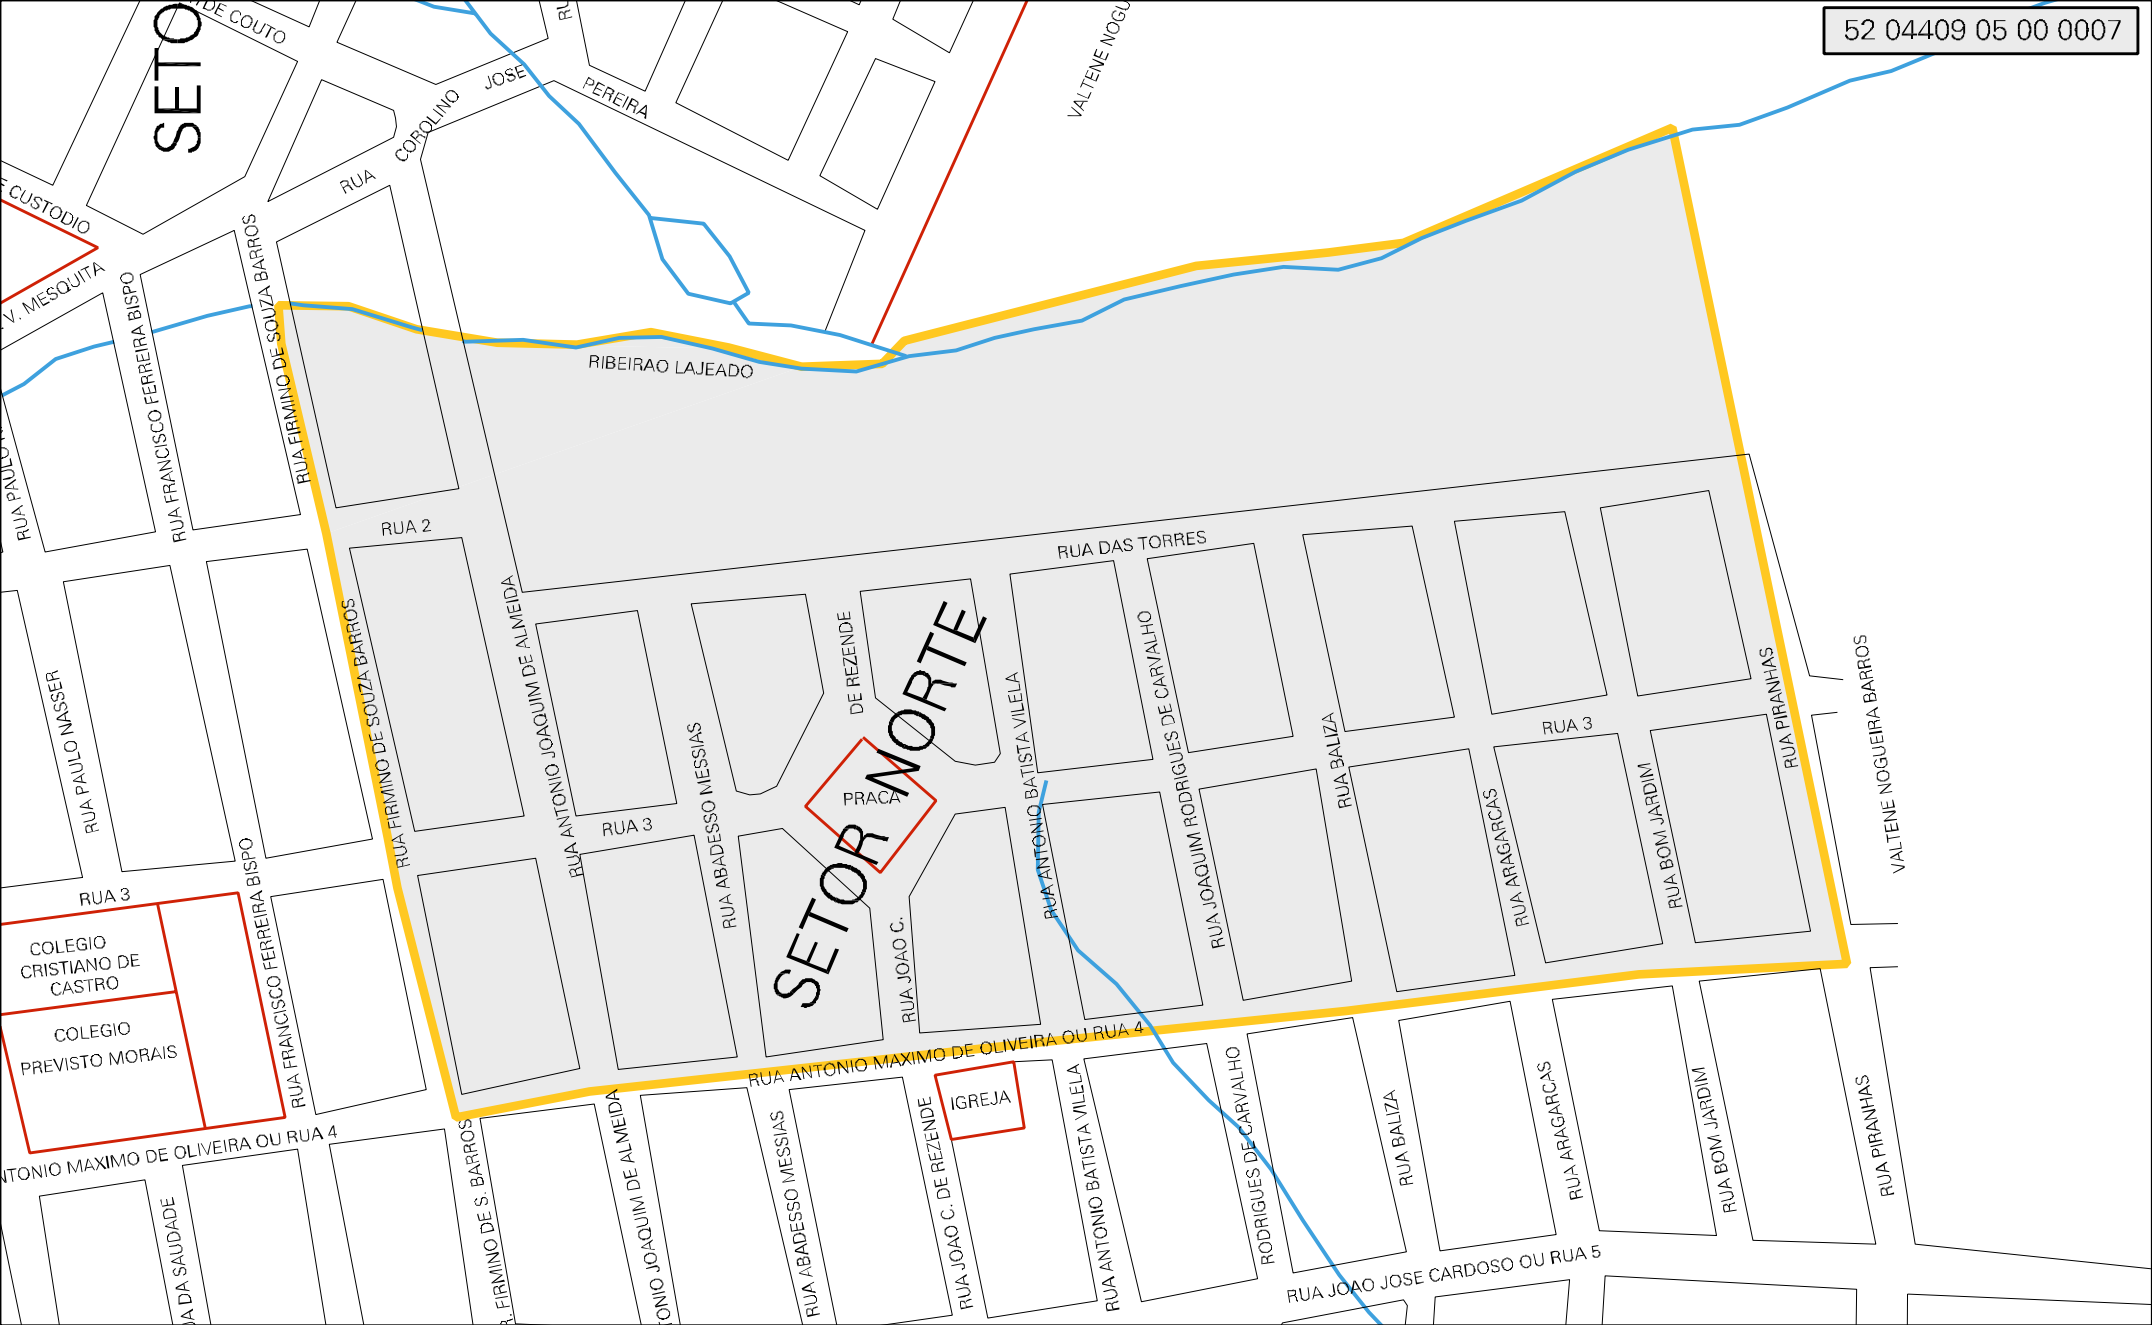 52 04409 05 00 0007
SETO
DE COUTO
JOSE
PEREIRA
COROLINO
RUA
VALTENE NOGU
E CUSTODIO
V. MESQUITA
RUA FIRMINO DE SOUZA BARROS
RUA FRANCISCO FERREIRA BISPO
RIBEIRAO LAJEADO
RUA PAULO
RUA 2
RUA DAS TORRES
RUA FIRMINO DE SOUZA BARROS
RUA ANTONIO JOAQUIM DE ALMEIDA
DE REZENDE
SETOR NORTE
RUA ANTONIO BATISTA VILELA
RUA JOAQUIM RODRIGUES DE CARVALHO
RUA BALIZA
RUA 3
RUA PIRANHAS
VALTENE NOGUEIRA BARROS
RUA PAULO NASSER
RUA ABADESSO MESSIAS
PRACA
RUA 3
RUA ARAGARCAS
RUA BOM JARDIM
RUA 3
RUA FRANCISCO FERREIRA BISPO
RUA JOAO C.
COLEGIO
CRISTIANO DE
CASTRO
COLEGIO
PREVISTO MORAIS
RUA ANTONIO MAXIMO DE OLIVEIRA OU RUA 4
IGREJA
NTONIO MAXIMO DE OLIVEIRA OU RUA 4
UA DA SAUDADE
R. FIRMINO DE S. BARROS
ONIO JOAQUIM DE ALMEIDA
RUA ABADESSO MESSIAS
RUA JOAO C. DE REZENDE
RUA ANTONIO BATISTA VILELA
RODRIGUES DE CARVALHO
RUA BALIZA
RUA ARAGARCAS
RUA BOM JARDIM
RUA PIRANHAS
RUA JOAO JOSE CARDOSO OU RUA 5